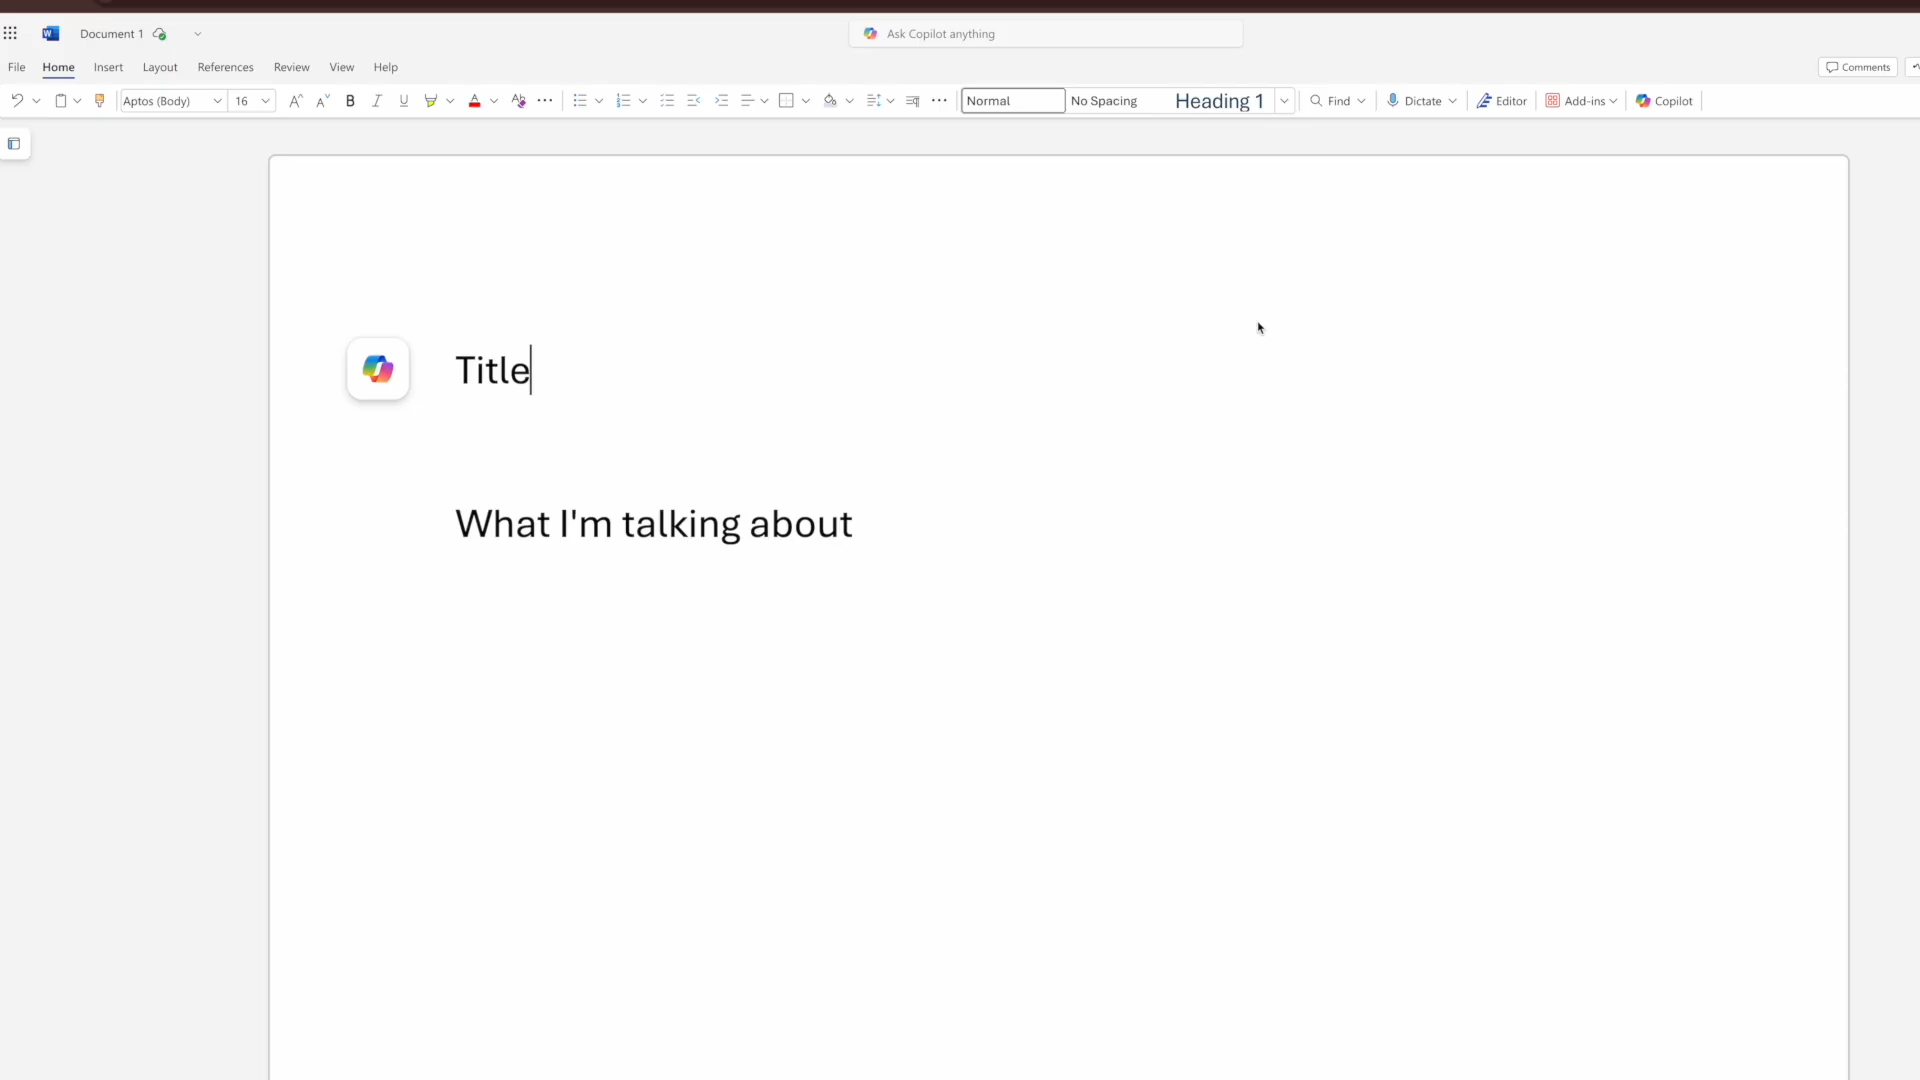 Document 1
Ask Copilot anything
File Home Insert Layout References Review View Help
Comments
Aptos (Body) 16 Normal No Spacing Heading 1 Find Dictate Editor Add-ins Copilot
Title
What I'm talking about